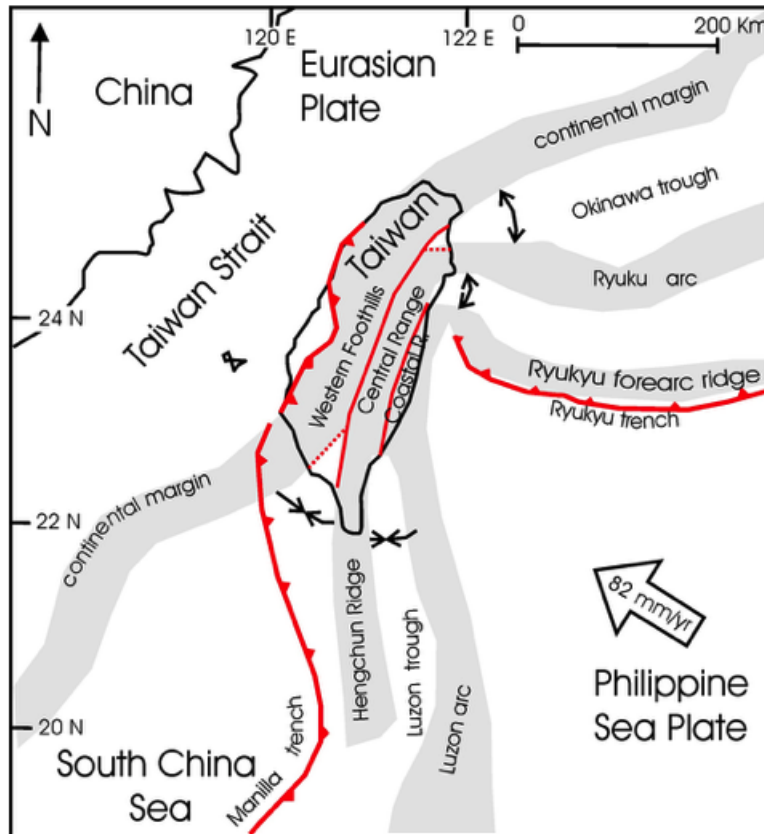 120 E
122 E
0
200 Km
N
China
Eurasian
Plate
continental margin
Okinawa trough
Taiwan
Taiwan Strait
Ryuku arc
24 N
Western Foothills
Central Range
Coastal R.
Ryukyu forearc ridge
Ryukyu trench
continental margin
22 N
82 mm/yr
Hengchun Ridge
Luzon trough
Luzon arc
Philippine
Sea Plate
20 N
Manilla trench
South China
Sea